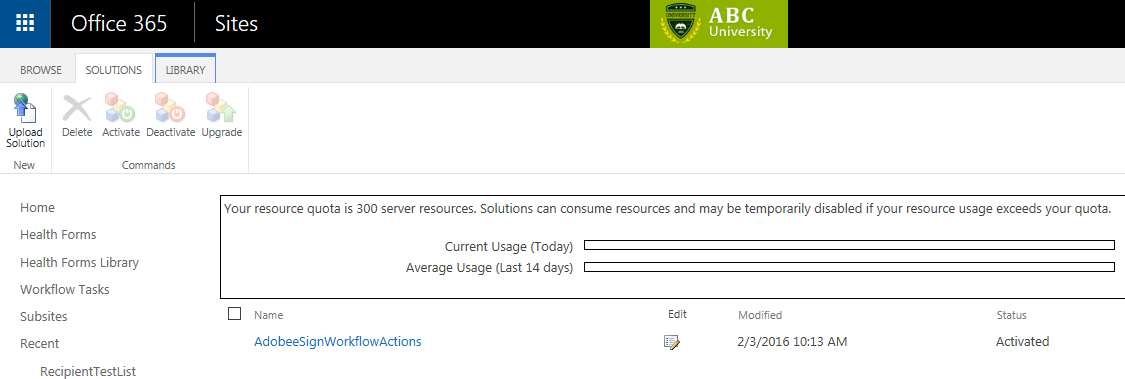 Office 365 Sites
UNIVERSITY
ABC
University
BROWSE SOLUTIONS LIBRARY
Upload
Solution
Delete Activate Deactivate Upgrade
New Commands
Home
Health Forms
Health Forms Library
Workflow Tasks
Subsites
Recent
RecipientTestList
Your resource quota is 300 server resources. Solutions can consume resources and may be temporarily disabled if your resource usage exceeds your quota.
Current Usage (Today)
Average Usage (Last 14 days)
Name Edit Modified Status
AdobeeSignWorkflowActions 2/3/2016 10:13 AM Activated